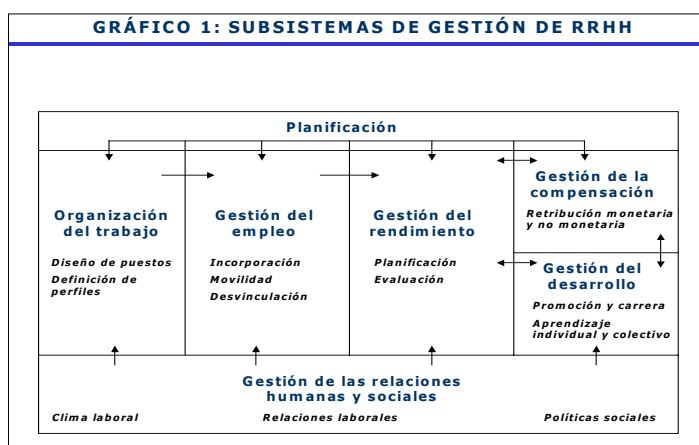 GRÁFICO 1: SUBSISTEMAS DE GESTIÓN DE RRHH
Planificación
Organización
del trabajo
Diseño de puestos
Definición de
perfiles
Gestión del
empleo
Incorporación
Movilidad
Desvinculación
Gestión del
rendimiento
Planificación
Evaluación
Gestión de la
compensación
Retribución monetaria
y no monetaria
Gestión del
desarrollo
Promoción y carrera
Aprendizaje
individual y colectivo
Gestión de las relaciones
humanas y sociales
Clima laboral
Relaciones laborales
Políticas sociales